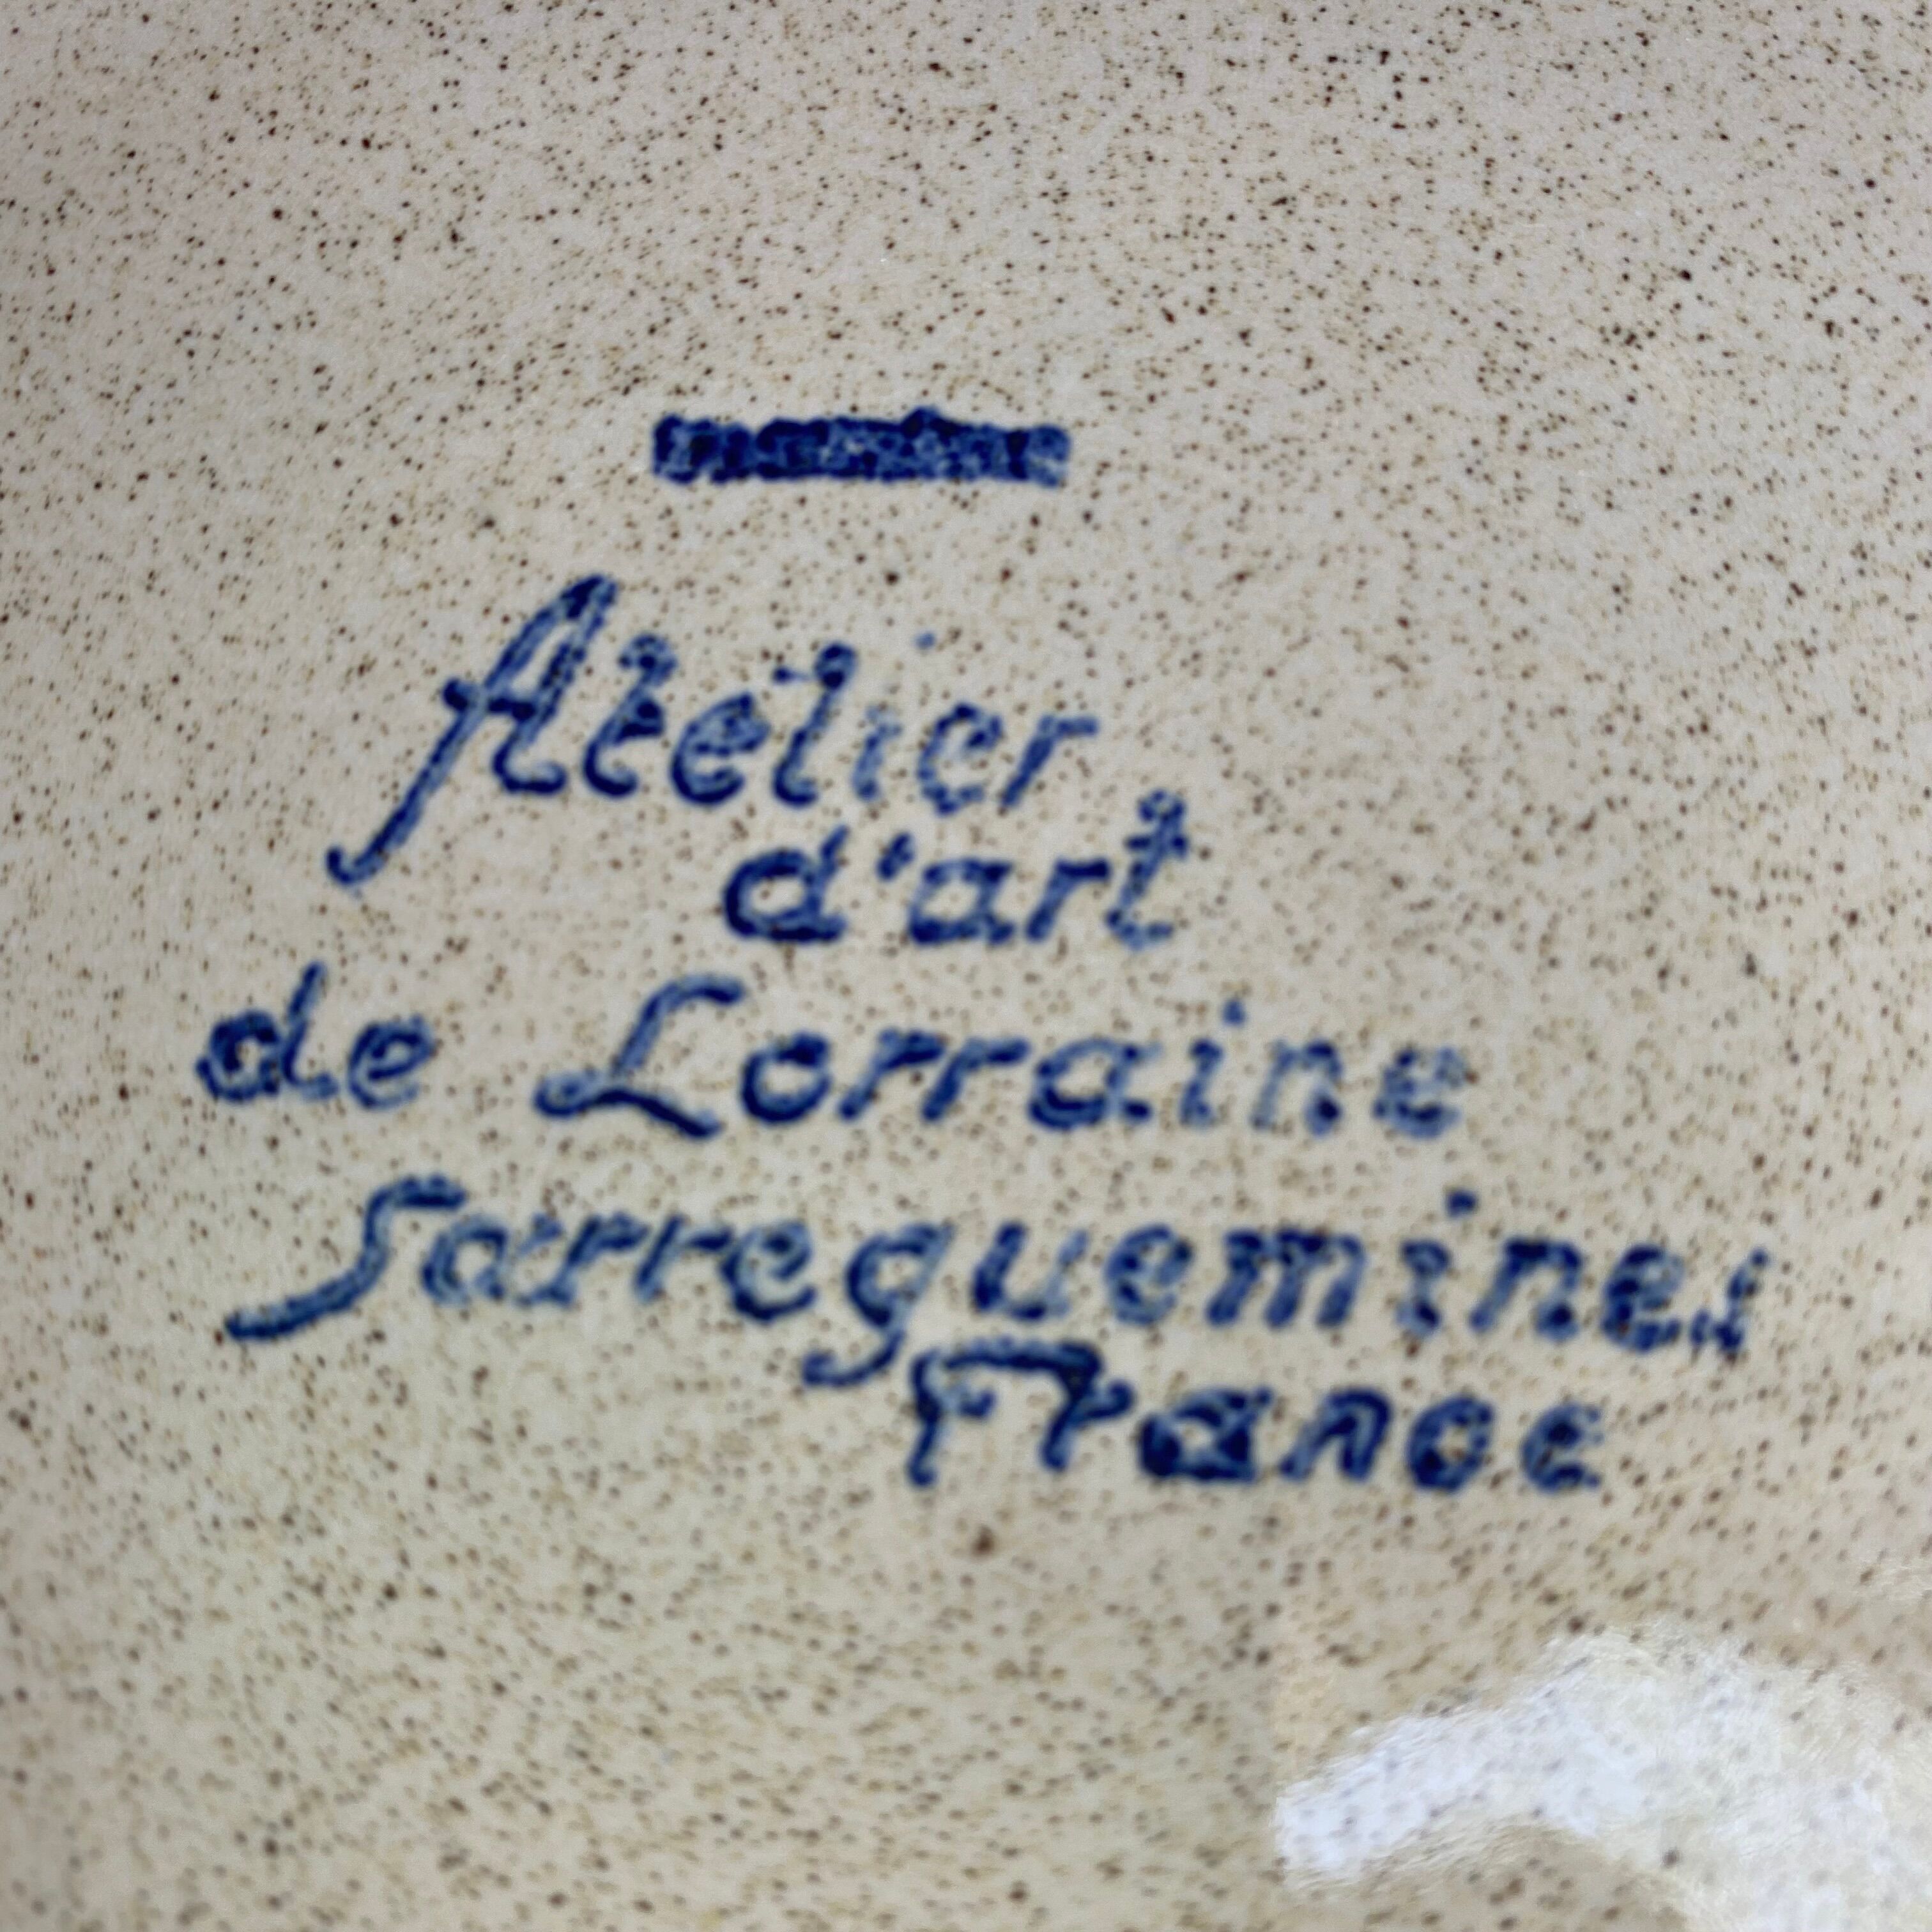 Atelier
d'art
de Lorraine
Sarreguemines
France